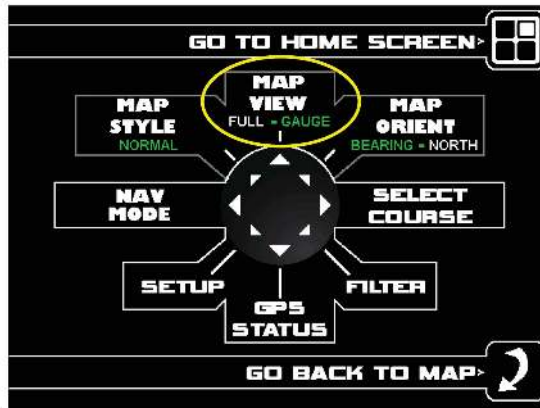 GO TO HOME SCREEN
MAP
VIEW
FULL - GAUGE
MAP
STYLE
NORMAL
MAP
ORIENT
BEARING - NORTH
NAV
MODE
SELECT
COURSE
SETUP
FILTER
GPS
STATUS
GO BACK TO MAP